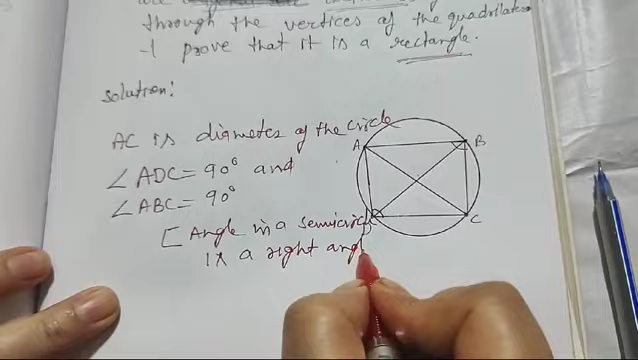 through the vertices of the quadrilater
prove that it is a rectangle.
solution:
AC is diameter of the circle
∠ADC = 90° and
∠ABC = 90°
[Angle in a semicircle
is a right angl
A
B
C